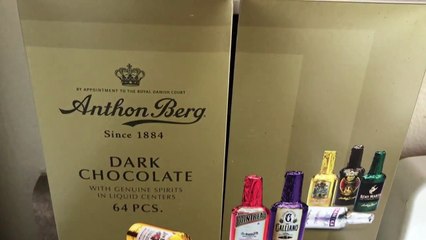 BY APPOINTMENT TO THE ROYAL DANISH COURT
Anthon Berg
Since 1884
DARK
CHOCOLATE
WITH GENUINE SPIRITS
IN LIQUID CENTERS
64 PCS.
GALLIANO